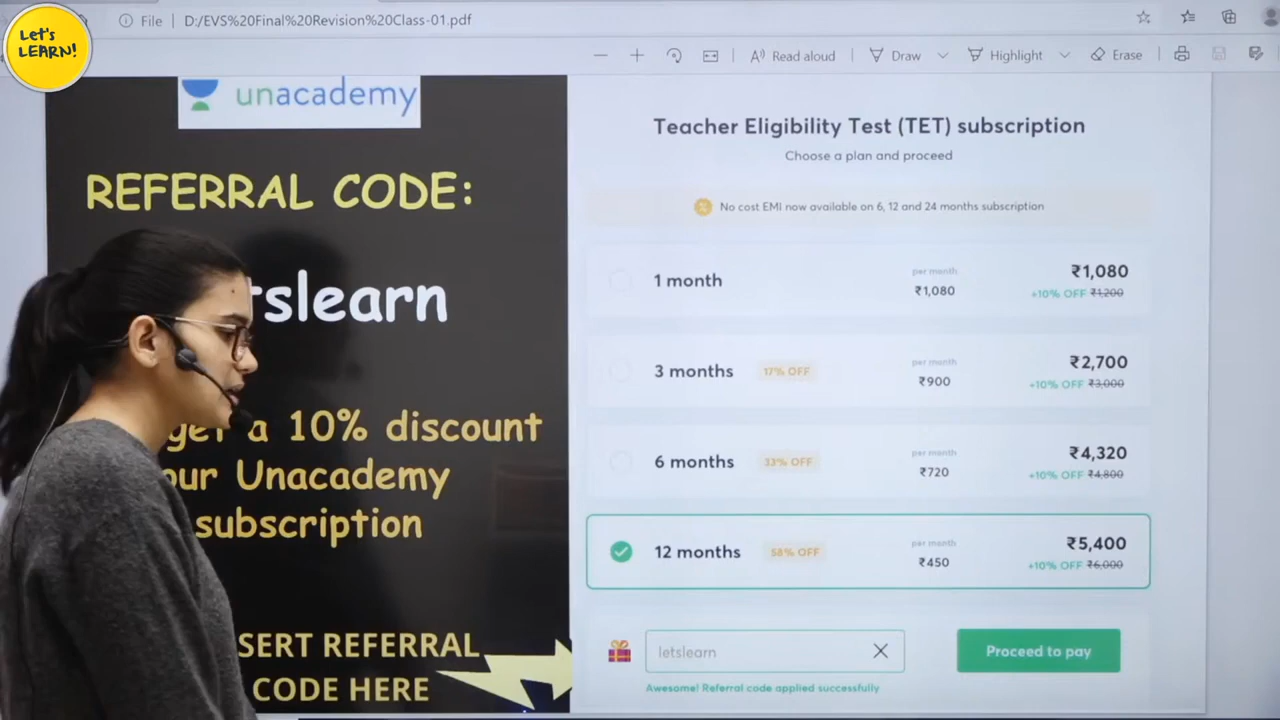 Let's
LEARN!
File D:/EVS%20Final%20Revision%20Class-01.pdf
Read aloud Draw Highlight Erase
unacademy
REFERRAL CODE:
tslearn
get a 10% discount
our Unacademy
subscription
SERT REFERRAL
CODE HERE
Teacher Eligibility Test (TET) subscription
Choose a plan and proceed
No cost EMI now available on 6, 12 and 24 months subscription
1 month per month ₹1,080 ₹1,080
+10% OFF ₹1,200
3 months 17% OFF per month ₹900 ₹2,700
+10% OFF ₹3,000
6 months 33% OFF per month ₹720 ₹4,320
+10% OFF ₹4,800
12 months 58% OFF per month ₹450 ₹5,400
+10% OFF ₹6,000
letslearn Proceed to pay
Awesome! Referral code applied successfully